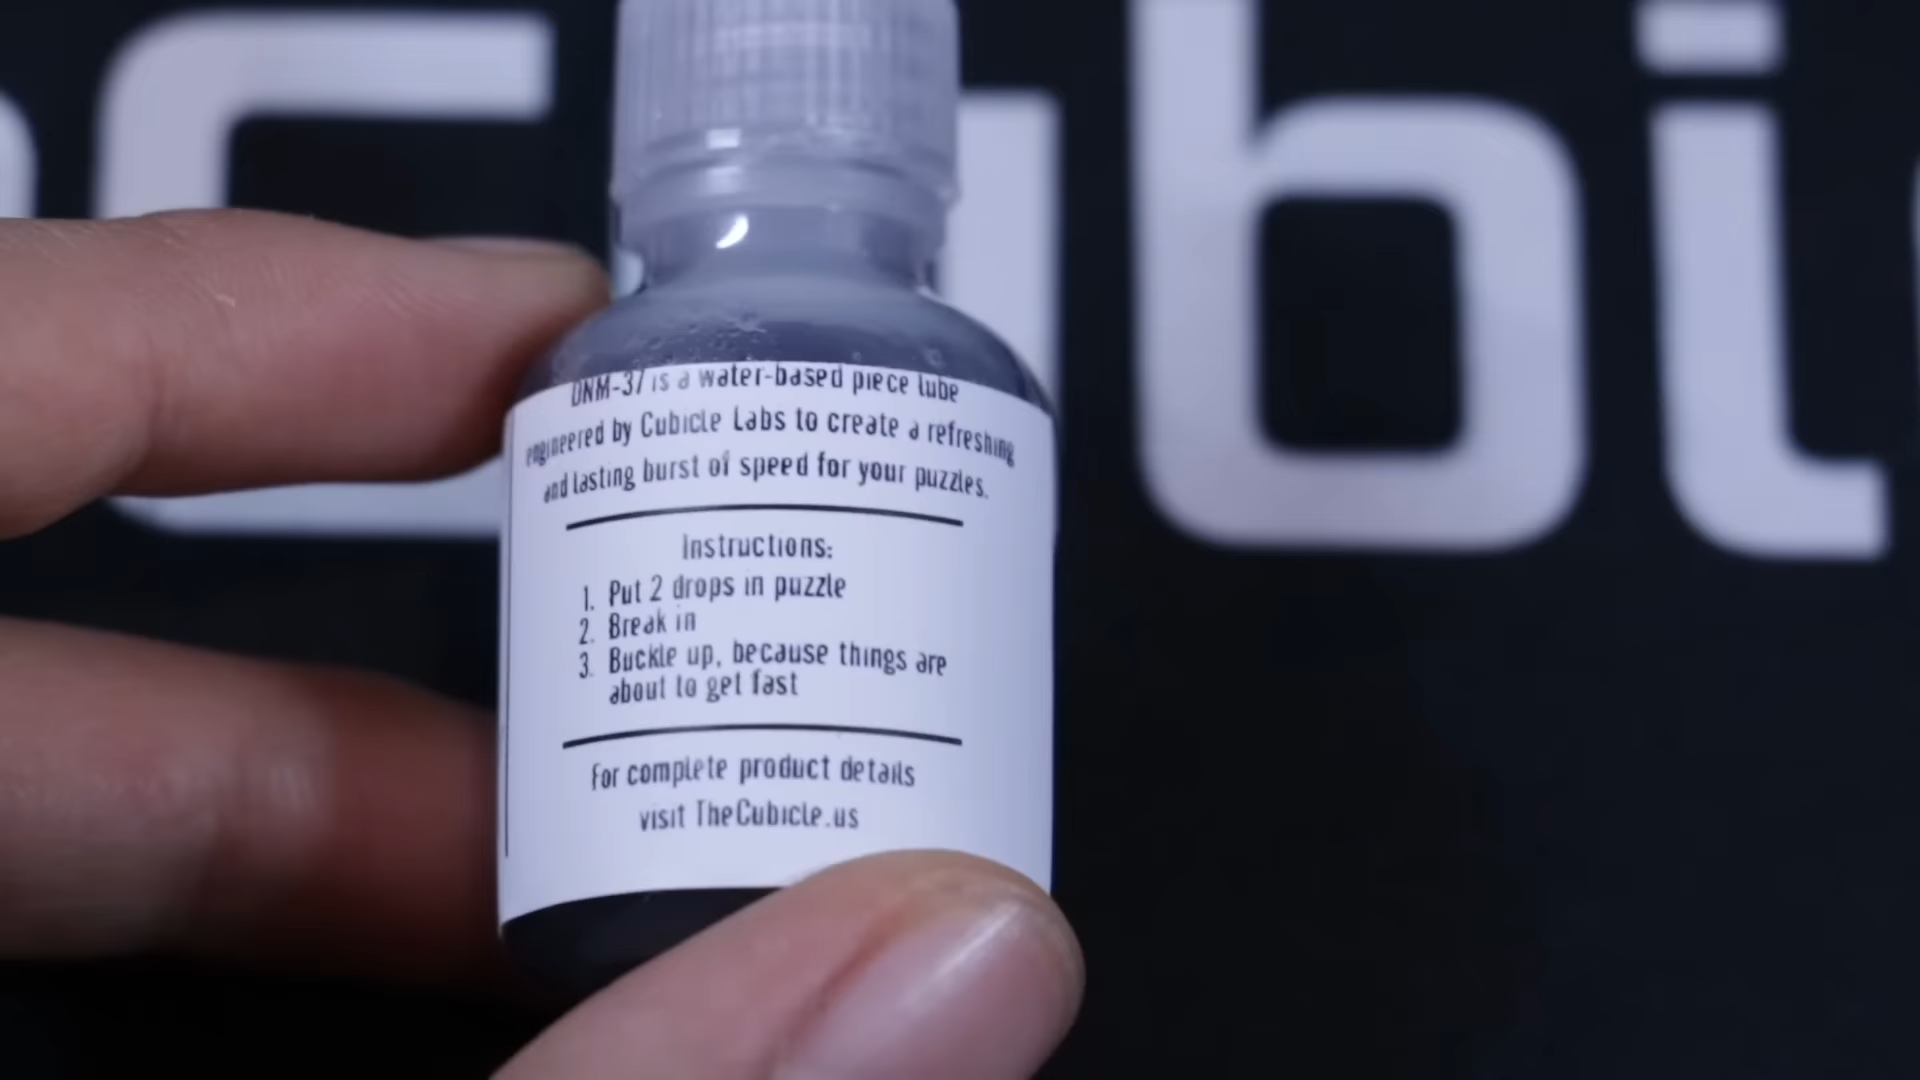 Cubi
DNM-37 is a water-based piece lube
engineered by Cubicle Labs to create a refreshing
and lasting burst of speed for your puzzles.
Instructions:
1. Put 2 drops in puzzle
2. Break in
3. Buckle up, because things are
about to get fast
For complete product details
visit TheCubicle.us